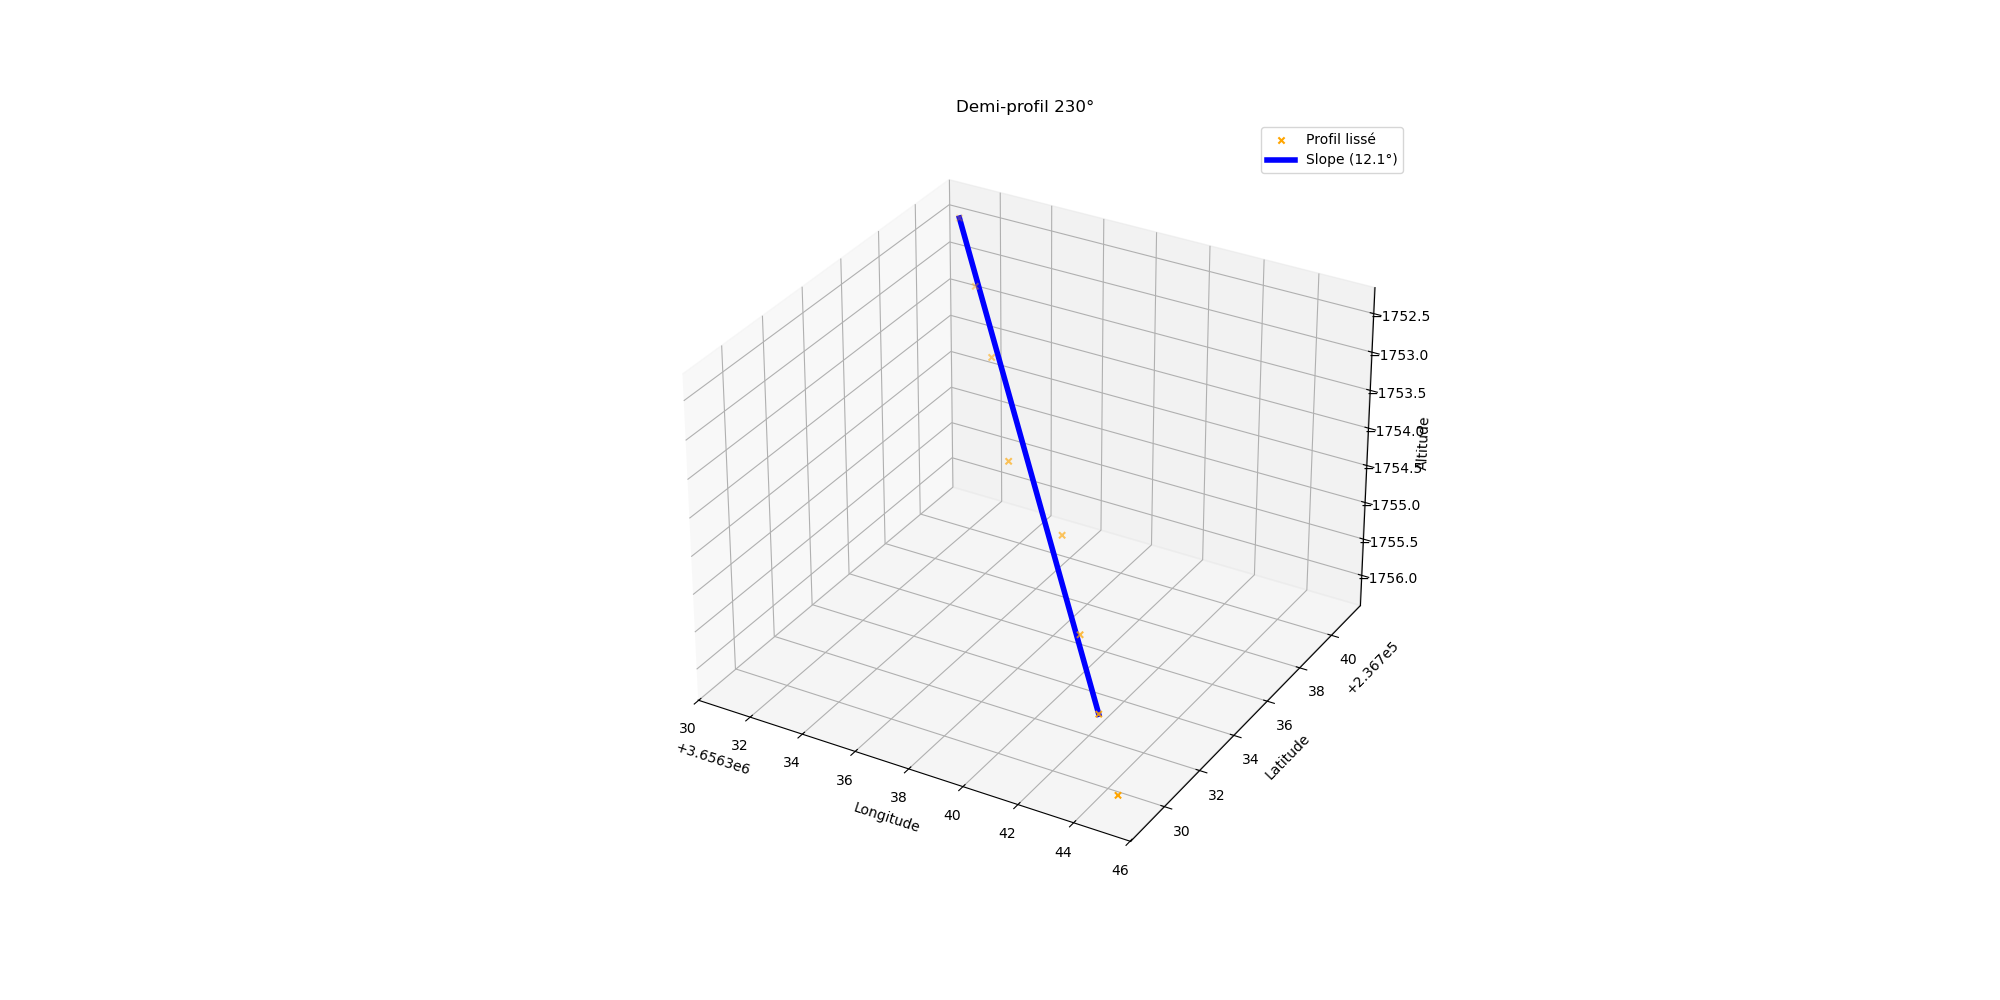 Demi-profil 230°
Profil lissé
Slope (12.1°)
−1752.5
−1753.0
−1753.5
−1754.0
−1754.5
−1755.0
−1755.5
−1756.0
Altitude
40
38
36
34
32
30
+2.367e5
Latitude
30
32
34
36
38
40
42
44
46
+3.6563e6
Longitude